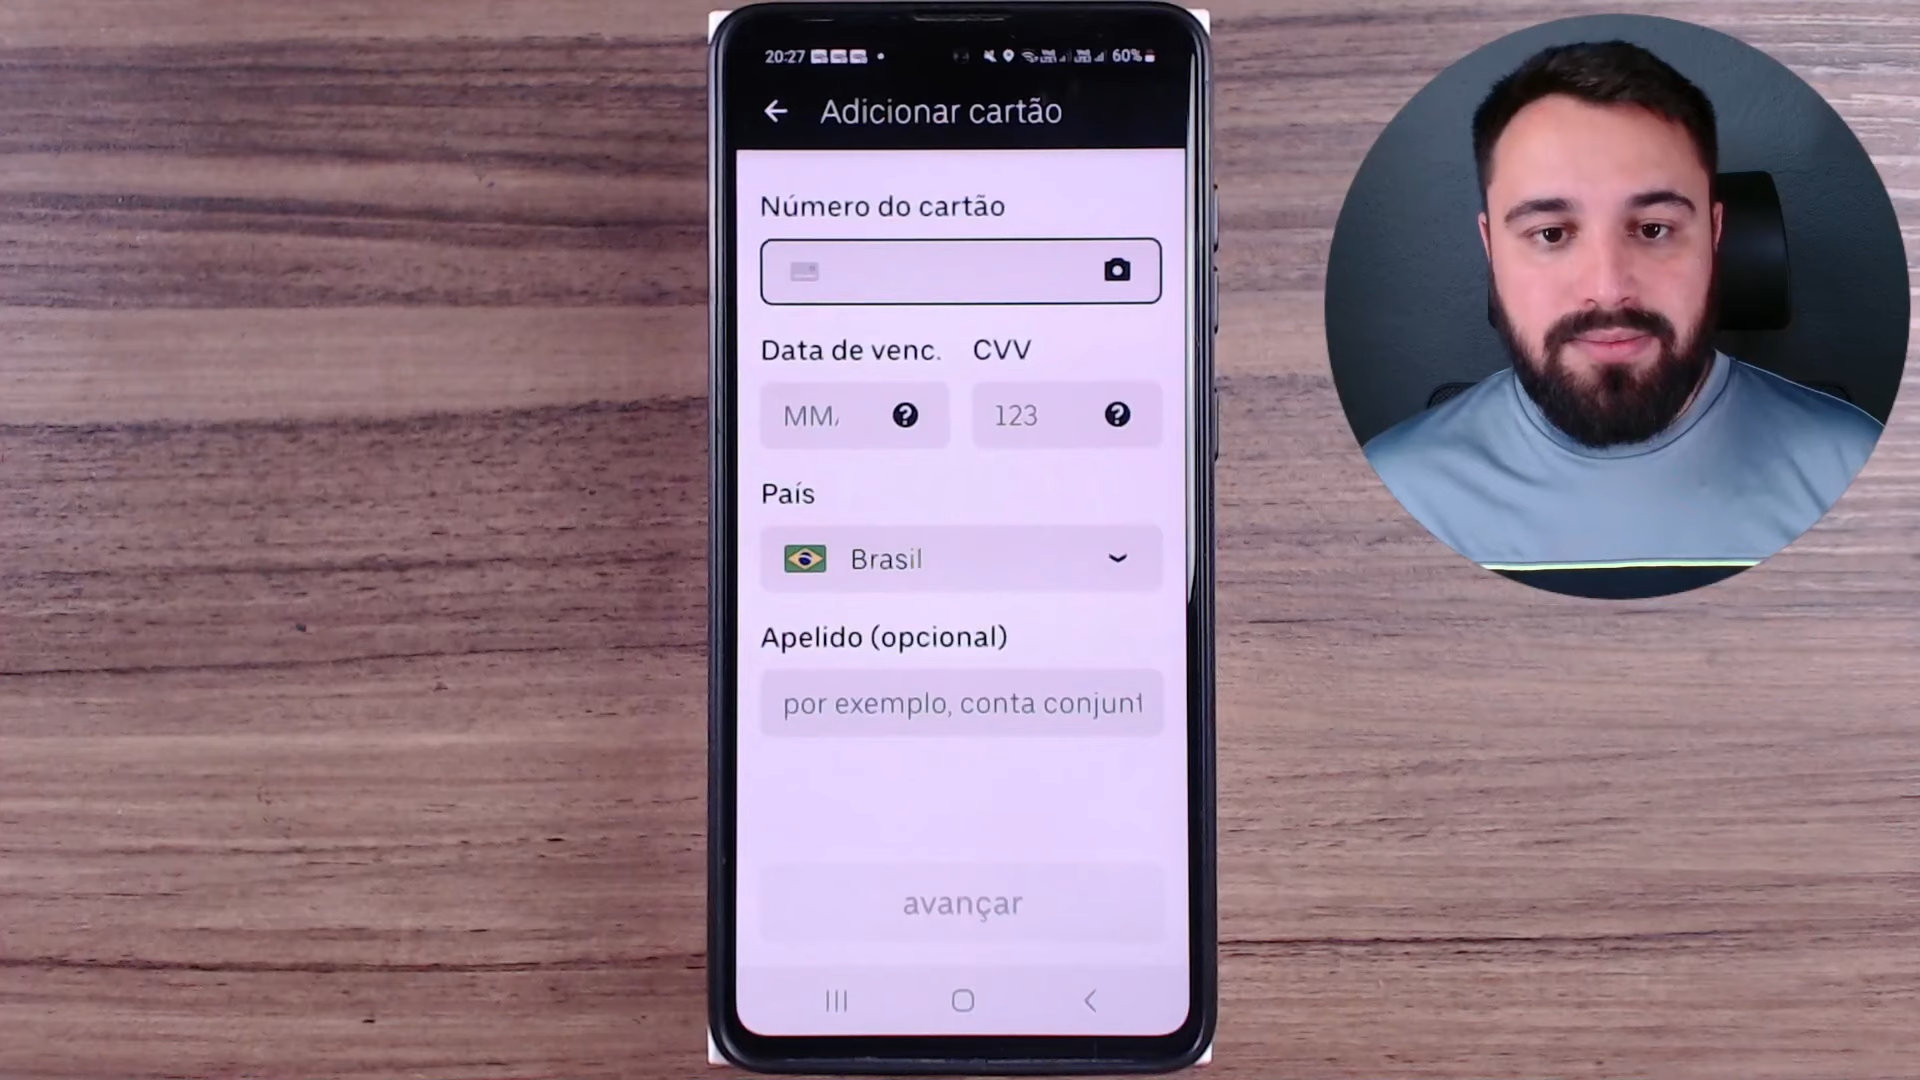 20:27
60%
Adicionar cartão
Número do cartão
Data de venc. CVV
MM/ 123
País
Brasil
Apelido (opcional)
por exemplo, conta conjunt
avançar